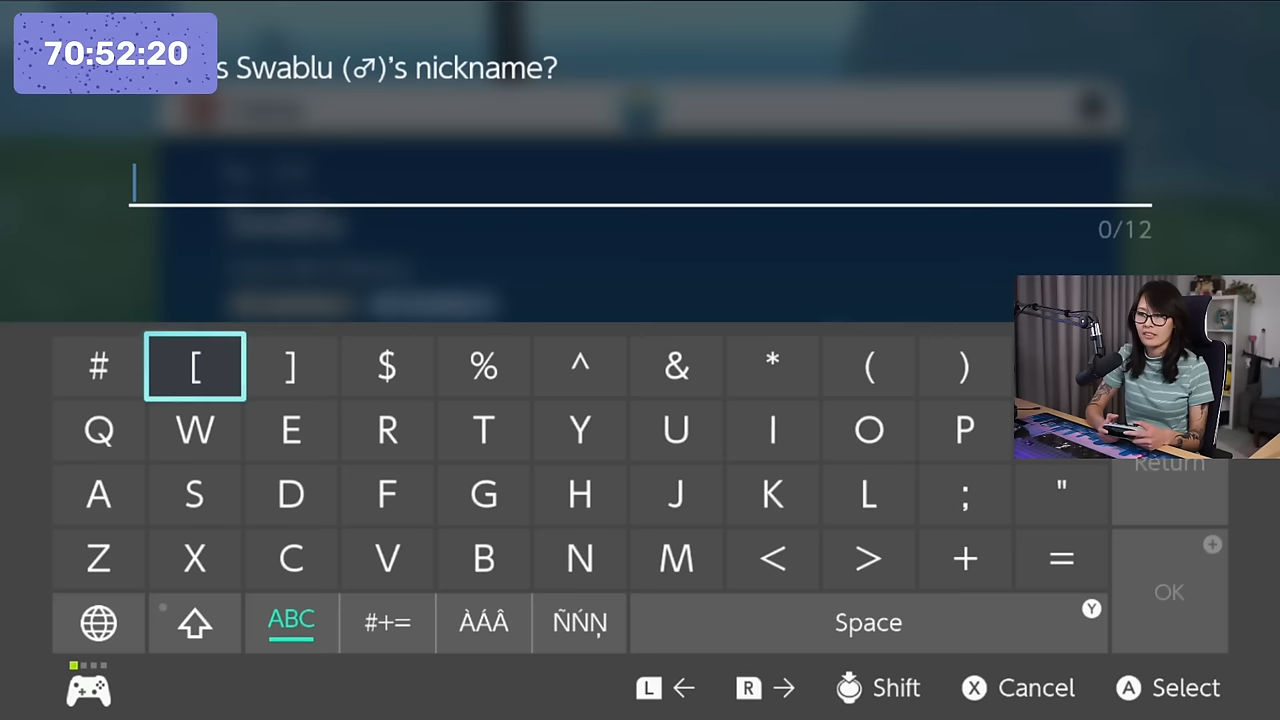 70:52:20
s Swablu (♂)'s nickname?
0/12
# [ ] $ % ^ & * ( )
Q W E R T Y U I O P
Return
A S D F G H J K L ; "
Z X C V B N M < > + =
OK
ABC #+= ÀÁÂ ÑŃŅ Space Y
L ← R → Shift X Cancel A Select